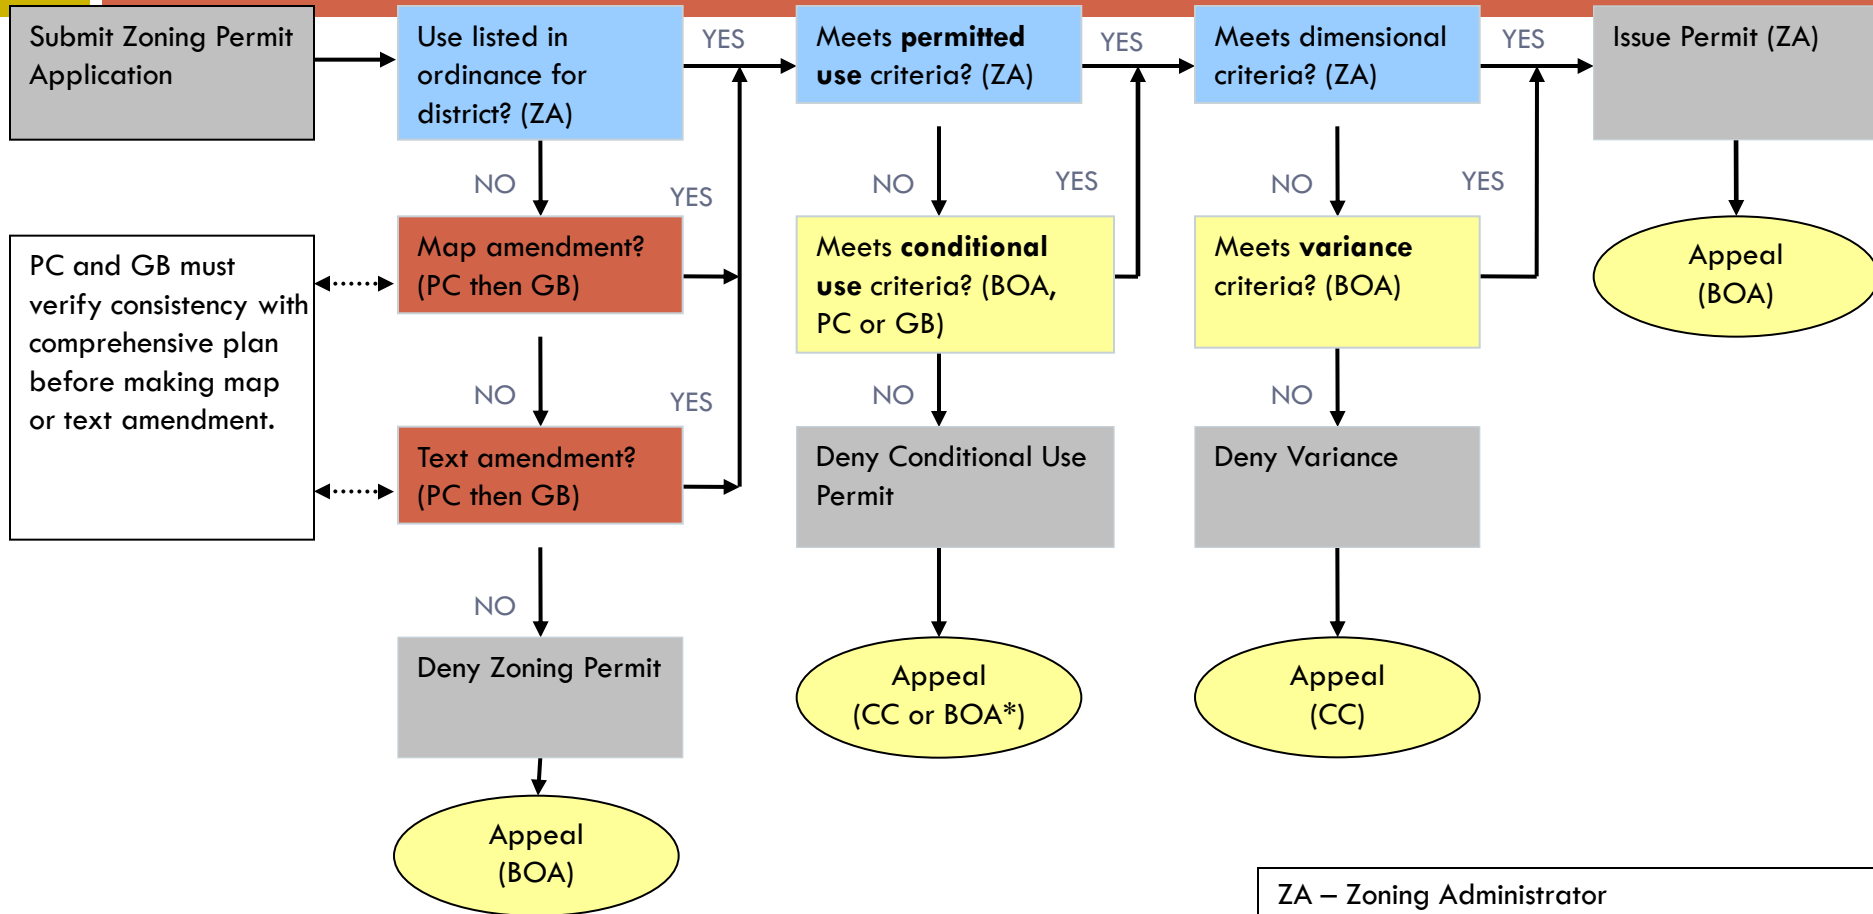 Submit Zoning Permit
Application
Use listed in
ordinance for
district? (ZA)
YES
Meets permitted
use criteria? (ZA)
YES
Meets dimensional
criteria? (ZA)
YES
Issue Permit (ZA)
NO
YES
NO
YES
NO
YES
PC and GB must
verify consistency with
comprehensive plan
before making map
or text amendment.
Map amendment?
(PC then GB)
Meets conditional
use criteria? (BOA,
PC or GB)
Meets variance
criteria? (BOA)
Appeal
(BOA)
NO
YES
NO
NO
Text amendment?
(PC then GB)
Deny Conditional Use
Permit
Deny Variance
NO
Deny Zoning Permit
Appeal
(CC or BOA*)
Appeal
(CC)
Appeal
(BOA)
ZA – Zoning Administrator